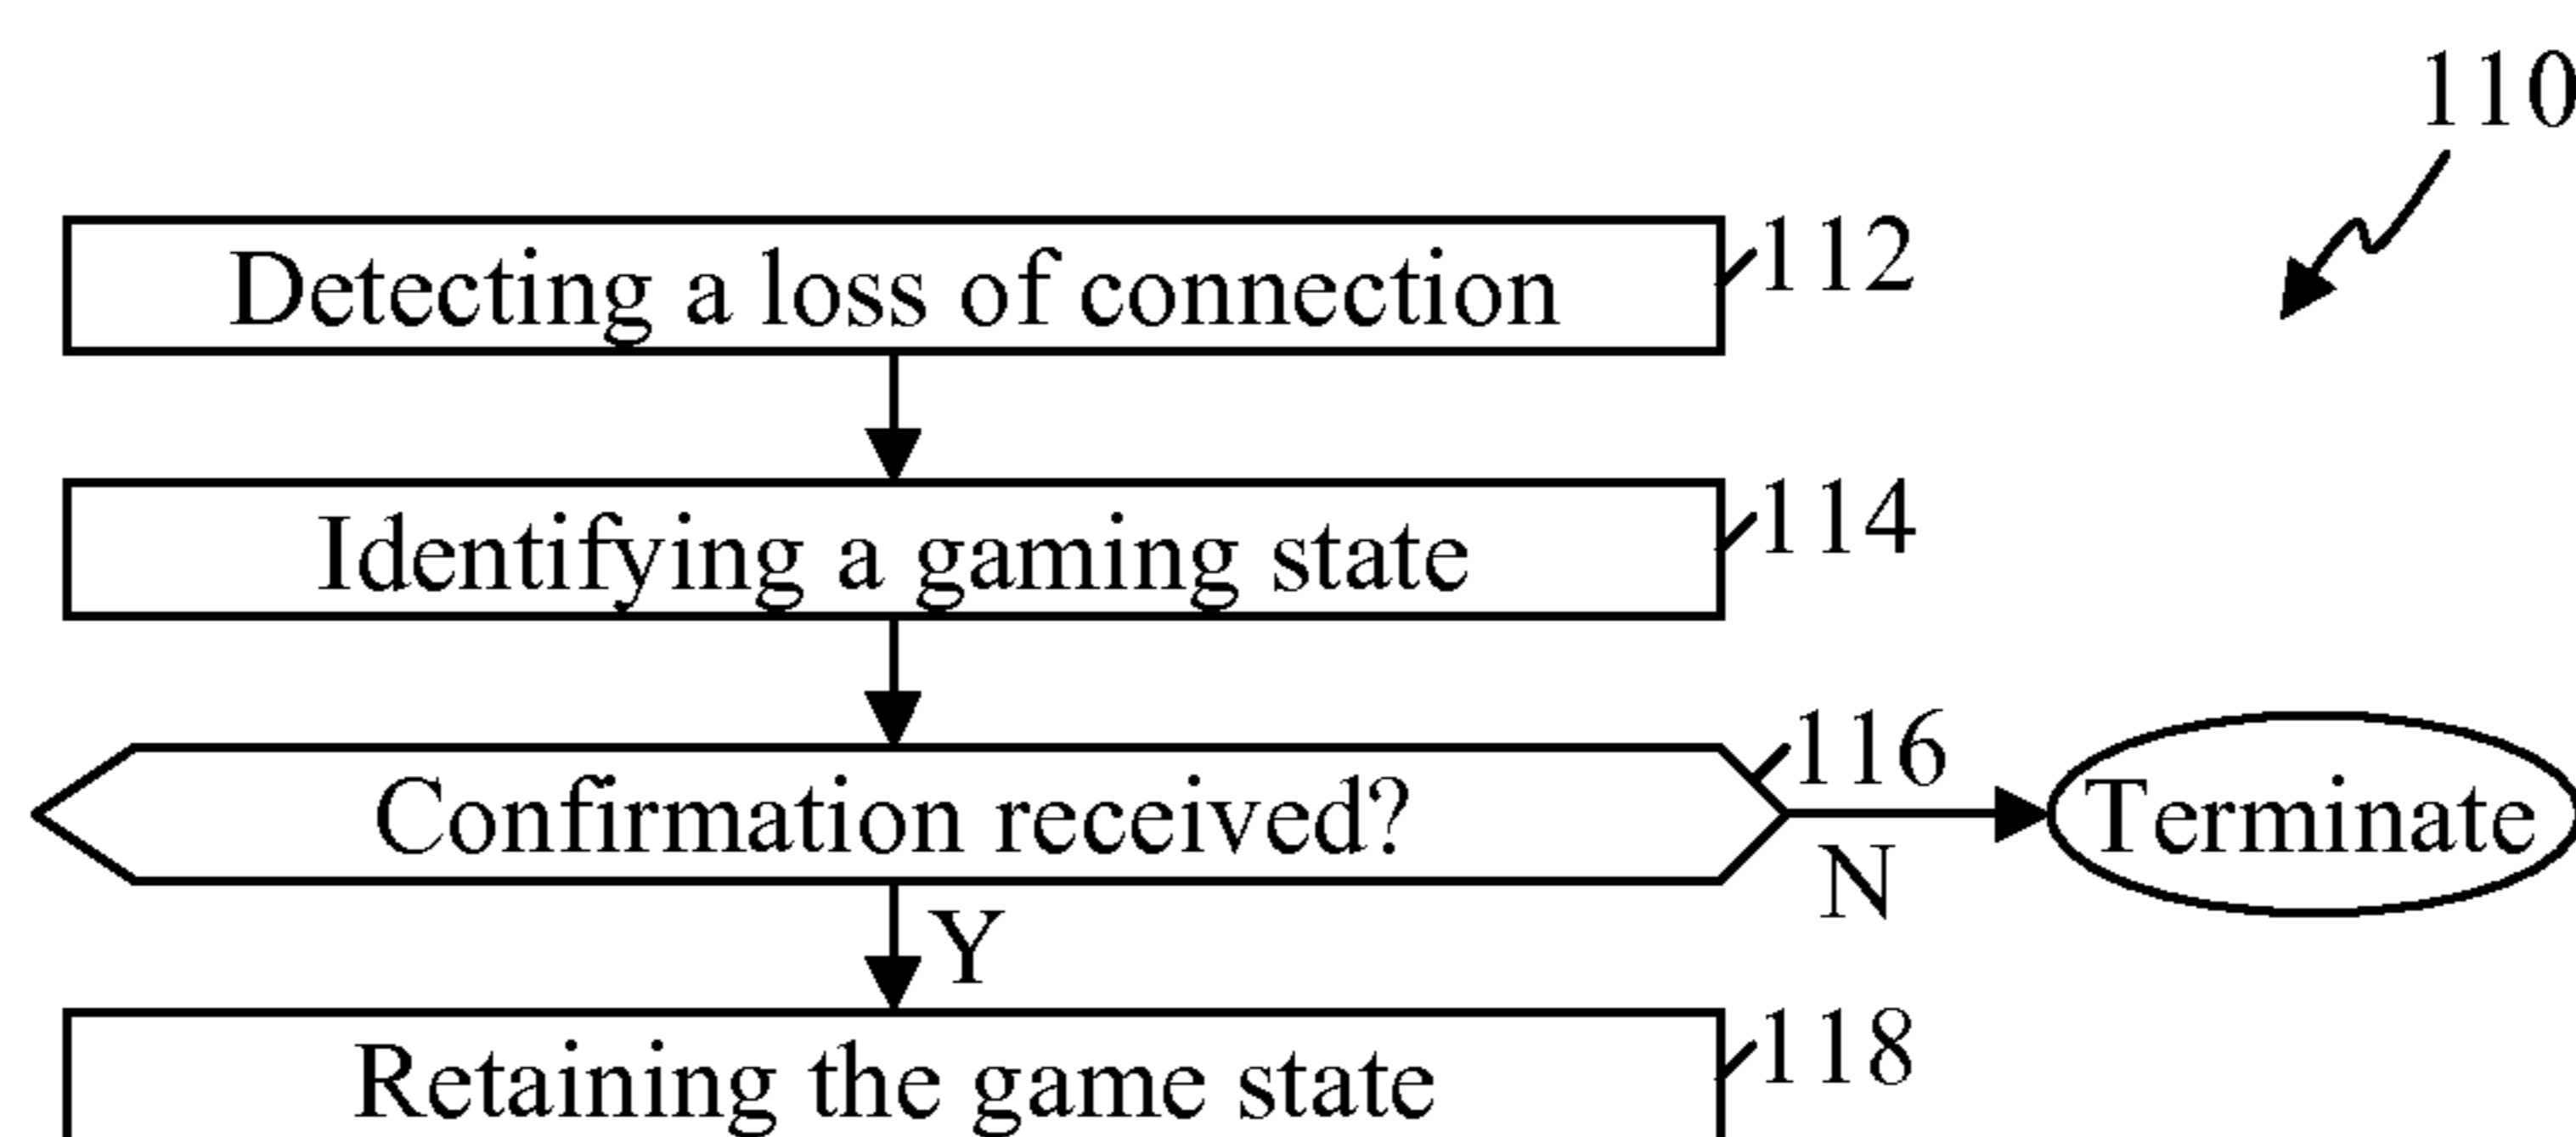 110
Detecting a loss of connection
112
Identifying a gaming state
114
Confirmation received?
116
N
Terminate
Y
Retaining the game state
118